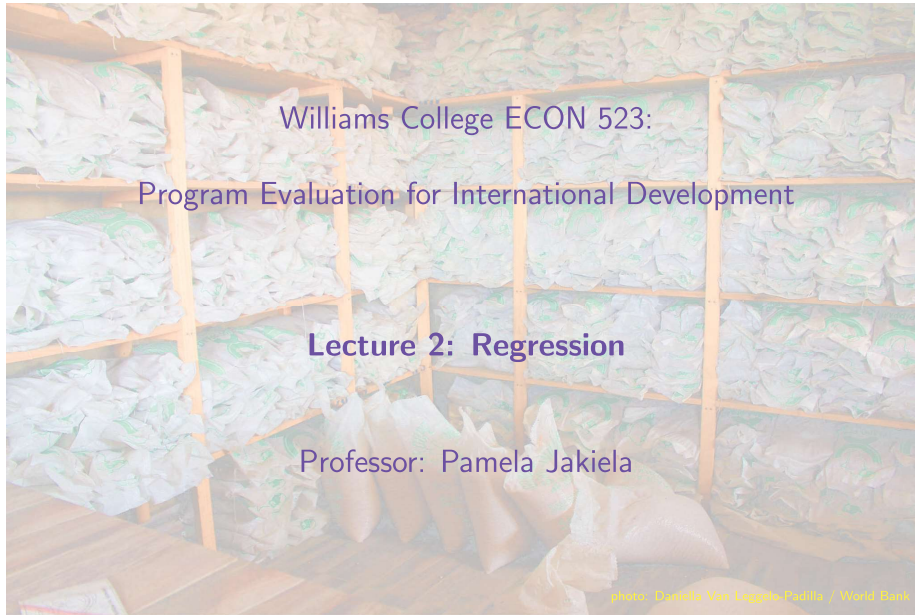 Williams College ECON 523:
Program Evaluation for International Development
Lecture 2: Regression
Professor: Pamela Jakiela
photo: Daniella Van Leggelo-Padilla / World Bank